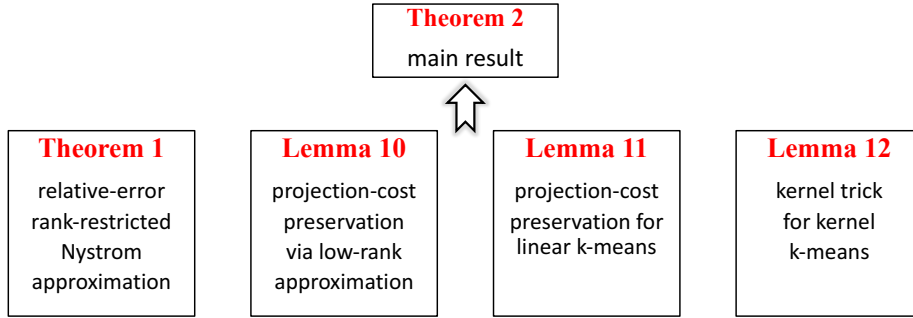 Theorem 2
main result
Theorem 1
relative-error
rank-restricted
Nystrom
approximation
Lemma 10
projection-cost
preservation
via low-rank
approximation
Lemma 11
projection-cost
preservation for
linear k-means
Lemma 12
kernel trick
for kernel
k-means